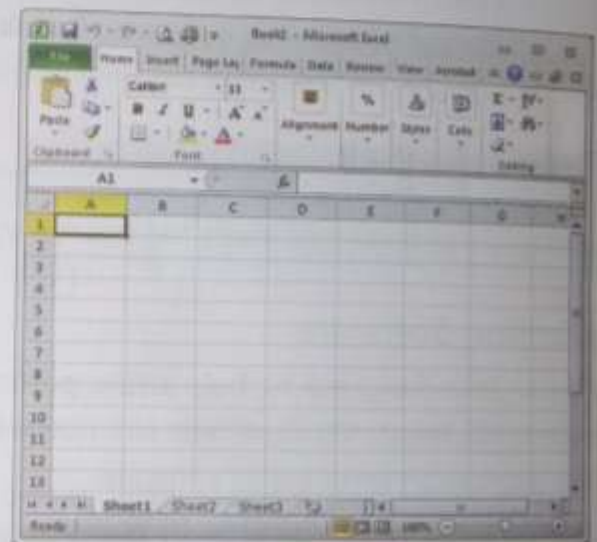 Book2 - Microsoft Excel
File Home Insert Page Lay Formula Data Review View Acrobat
Calibri 11
Paste B I U A A Alignment Number Styles Cells
Clipboard Font Editing
A1 fx
A B C D E F G
1
2
3
4
5
6
7
8
9
10
11
12
13
Sheet1 Sheet2 Sheet3
Ready 100%